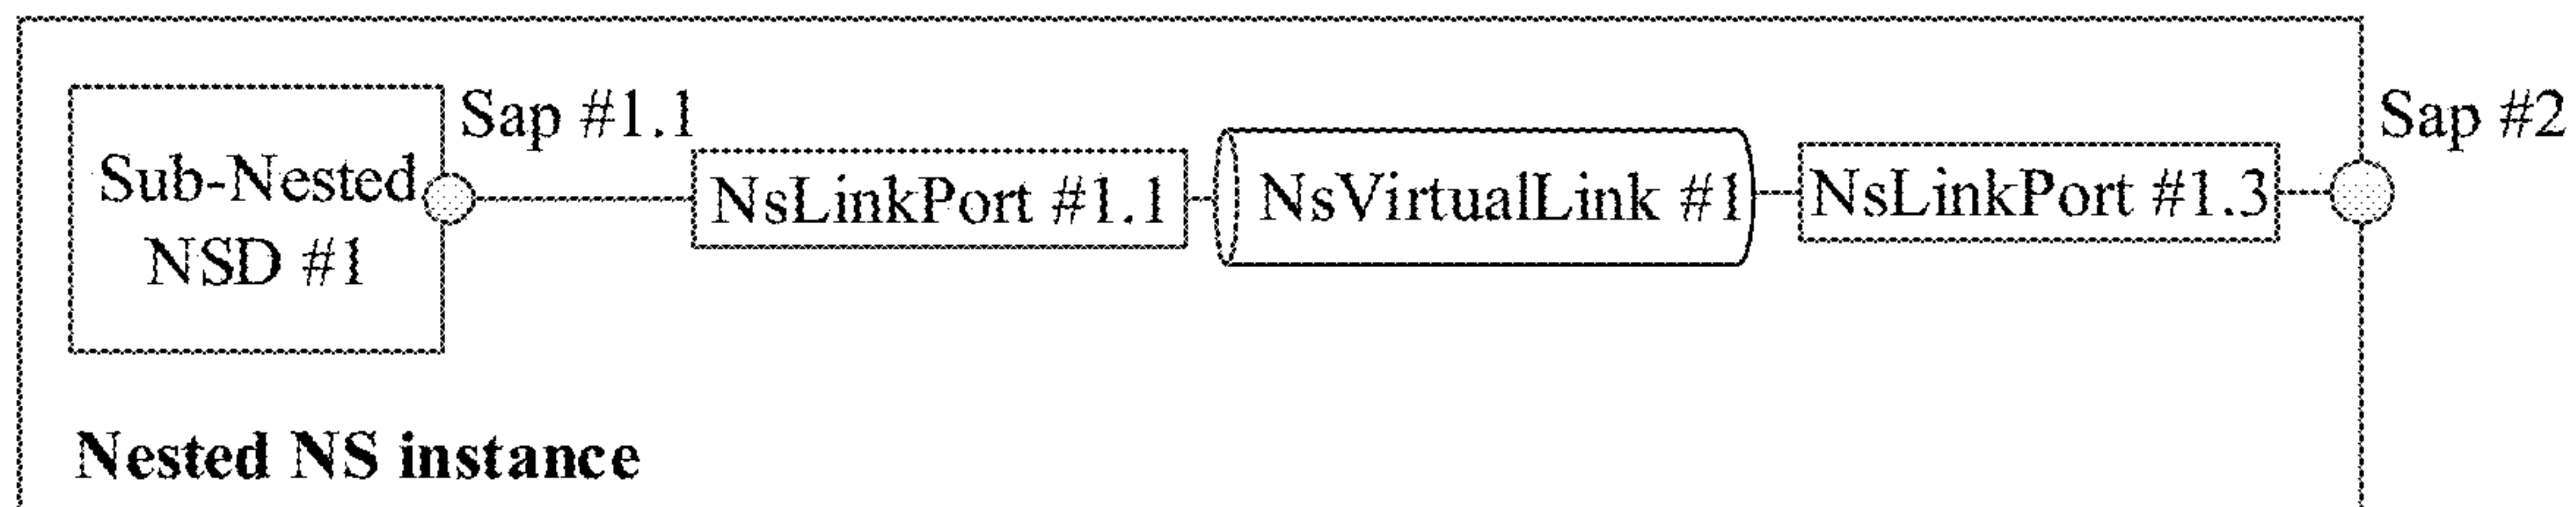 Sub-Nested
NSD #1
Sap #1.1
NsLinkPort #1.1
NsVirtualLink #1
NsLinkPort #1.3
Sap #2
Nested NS instance